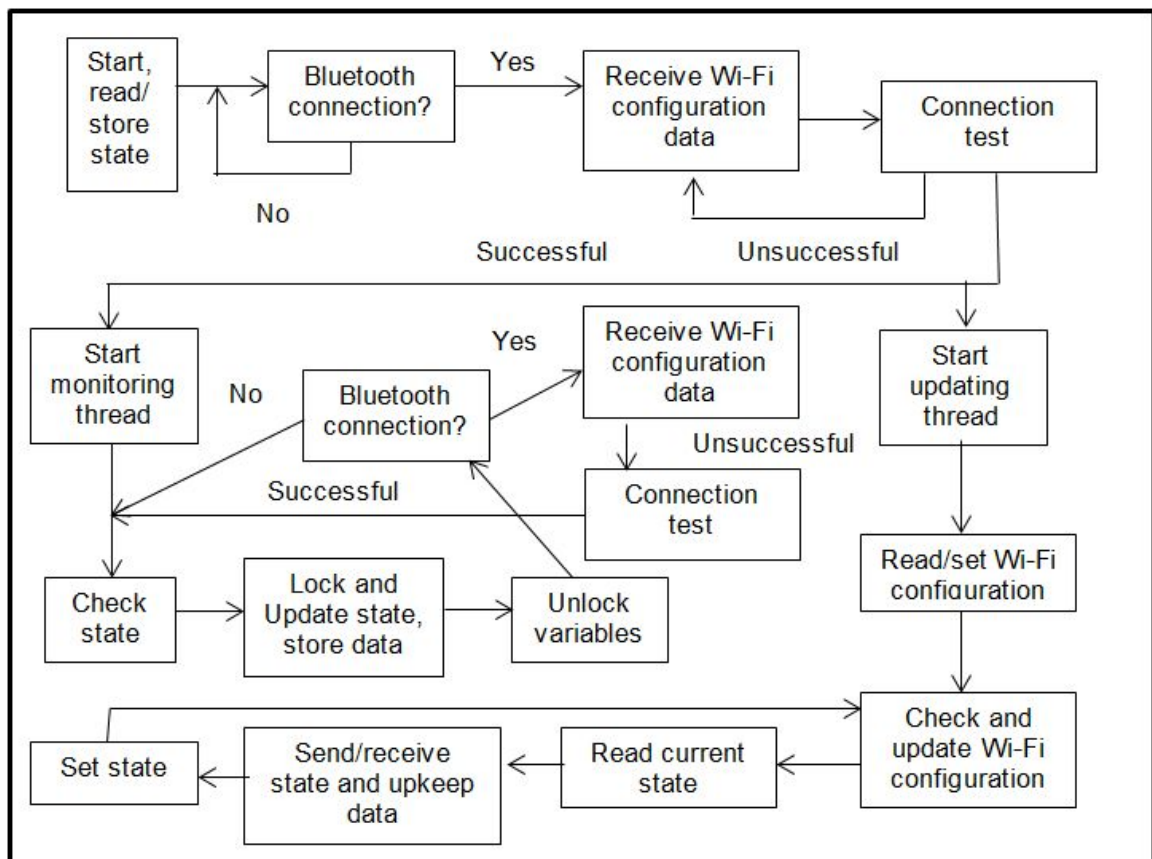 Start,
read/
store
state
Bluetooth
connection?
Yes
No
Receive Wi-Fi
configuration
data
Connection
test
Successful
Unsuccessful
Start
monitoring
thread
No
Bluetooth
connection?
Yes
Receive Wi-Fi
configuration
data
Start
updating
thread
Unsuccessful
Successful
Connection
test
Check
state
Lock and
Update state,
store data
Unlock
variables
Read/set Wi-Fi
configuration
Set state
Send/receive
state and upkeep
data
Read current
state
Check and
update Wi-Fi
configuration